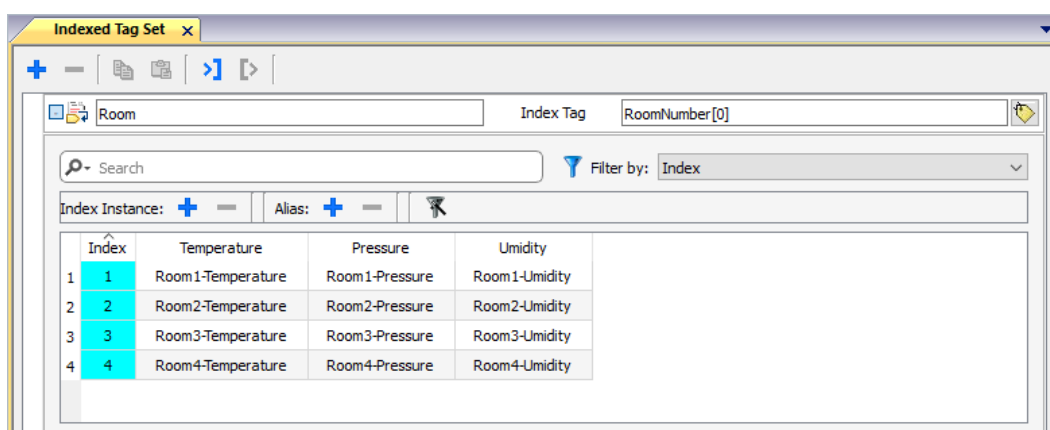 Indexed Tag Set x
Room Index Tag RoomNumber[0]
Search Filter by: Index
Index Instance: Alias:
Index Temperature Pressure Umidity
1 1 Room1-Temperature Room1-Pressure Room1-Umidity
2 2 Room2-Temperature Room2-Pressure Room2-Umidity
3 3 Room3-Temperature Room3-Pressure Room3-Umidity
4 4 Room4-Temperature Room4-Pressure Room4-Umidity